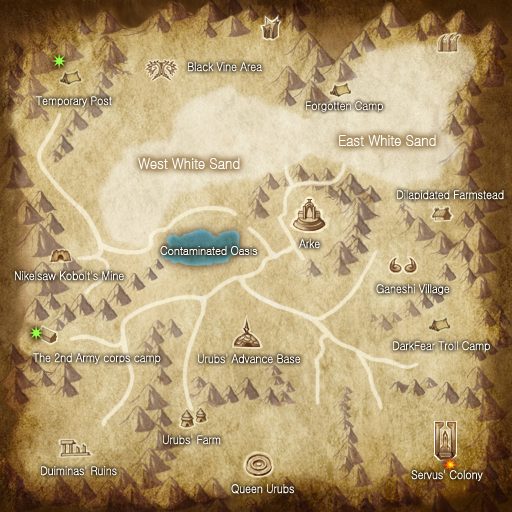 Black Vine Area
Temporary Post
Forgotten Camp
East White Sand
West White Sand
Dilapidated Farmstead
Arke
Contaminated Oasis
Nikelsaw Kobolt's Mine
Ganeshi Village
DarkFear Troll Camp
The 2nd Army corps camp
Urubs' Advance Base
Urubs' Farm
Duiminas' Ruins
Servus' Colony
Queen Urubs